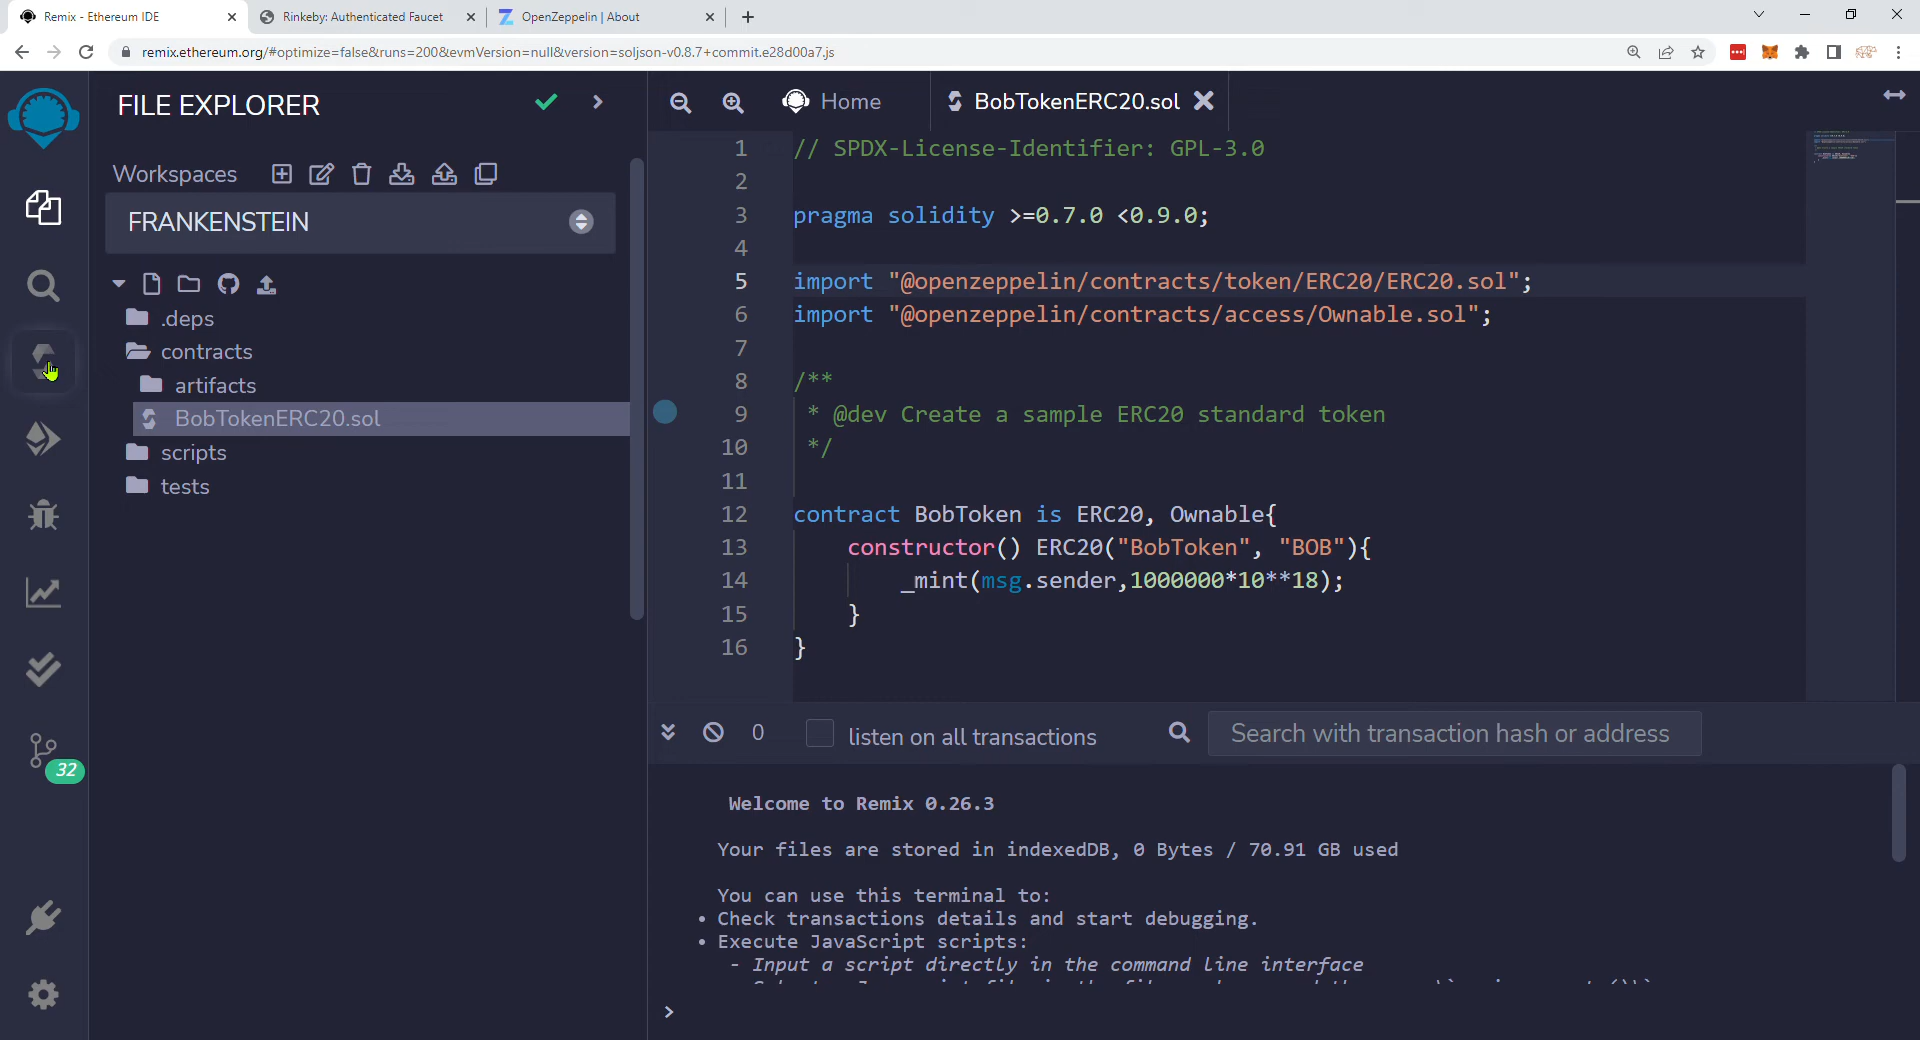 Remix - Ethereum IDE
Rinkeby: Authenticated Faucet
OpenZeppelin | About
remix.ethereum.org/#optimize=false&runs=200&evmVersion=null&version=soljson-v0.8.7+commit.e28d00a7.js
FILE EXPLORER
Workspaces
FRANKENSTEIN
.deps
contracts
artifacts
BobTokenERC20.sol
scripts
tests
32
Home
BobTokenERC20.sol
1 // SPDX-License-Identifier: GPL-3.0
2
3 pragma solidity >=0.7.0 <0.9.0;
4
5 import "@openzeppelin/contracts/token/ERC20/ERC20.sol";
6 import "@openzeppelin/contracts/access/Ownable.sol";
7
8 /**
9 * @dev Create a sample ERC20 standard token
10 */
11
12 contract BobToken is ERC20, Ownable{
13 constructor() ERC20("BobToken", "BOB"){
14 _mint(msg.sender,1000000*10**18);
15 }
16 }
0
listen on all transactions
Search with transaction hash or address
Welcome to Remix 0.26.3
Your files are stored in indexedDB, 0 Bytes / 70.91 GB used
You can use this terminal to:
• Check transactions details and start debugging.
• Execute JavaScript scripts:
- Input a script directly in the command line interface
>